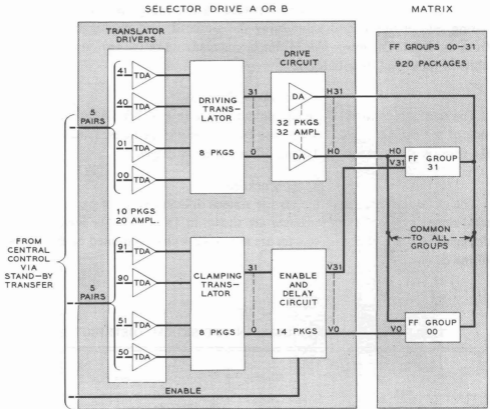 SELECTOR DRIVE A OR B
MATRIX
TRANSLATOR
DRIVERS
DRIVE
CIRCUIT
FF GROUPS 00-31
920 PACKAGES
5
PAIRS
41 TDA
40 TDA
01 TDA
00 TDA
DRIVING
TRANS-
LATOR
8 PKGS
31
0
DA
32 PKGS
32 AMPL
DA
H31
H0
H0
V31
FF GROUP
31
10 PKGS
20 AMPL.
COMMON
TO ALL
GROUPS
FROM
CENTRAL
CONTROL
VIA
STAND-BY
TRANSFER
5
PAIRS
91 TDA
90 TDA
51 TDA
50 TDA
CLAMPING
TRANS-
LATOR
8 PKGS
31
0
ENABLE
AND
DELAY
CIRCUIT
14 PKGS
V31
V0
V0
FF GROUP
00
ENABLE